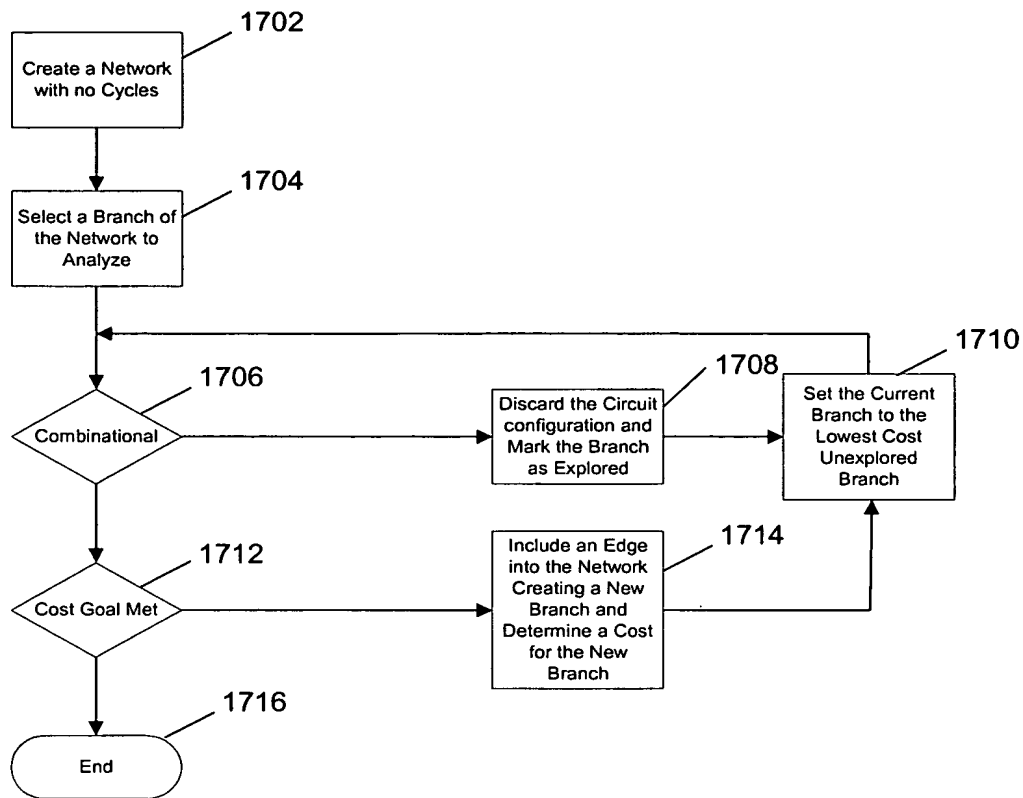 1702
Create a Network
with no Cycles
1704
Select a Branch of
the Network to
Analyze
1706
Combinational
1708
Discard the Circuit
configuration and
Mark the Branch
as Explored
1710
Set the Current
Branch to the
Lowest Cost
Unexplored
Branch
1712
Cost Goal Met
1714
Include an Edge
into the Network
Creating a New
Branch and
Determine a Cost
for the New
Branch
1716
End